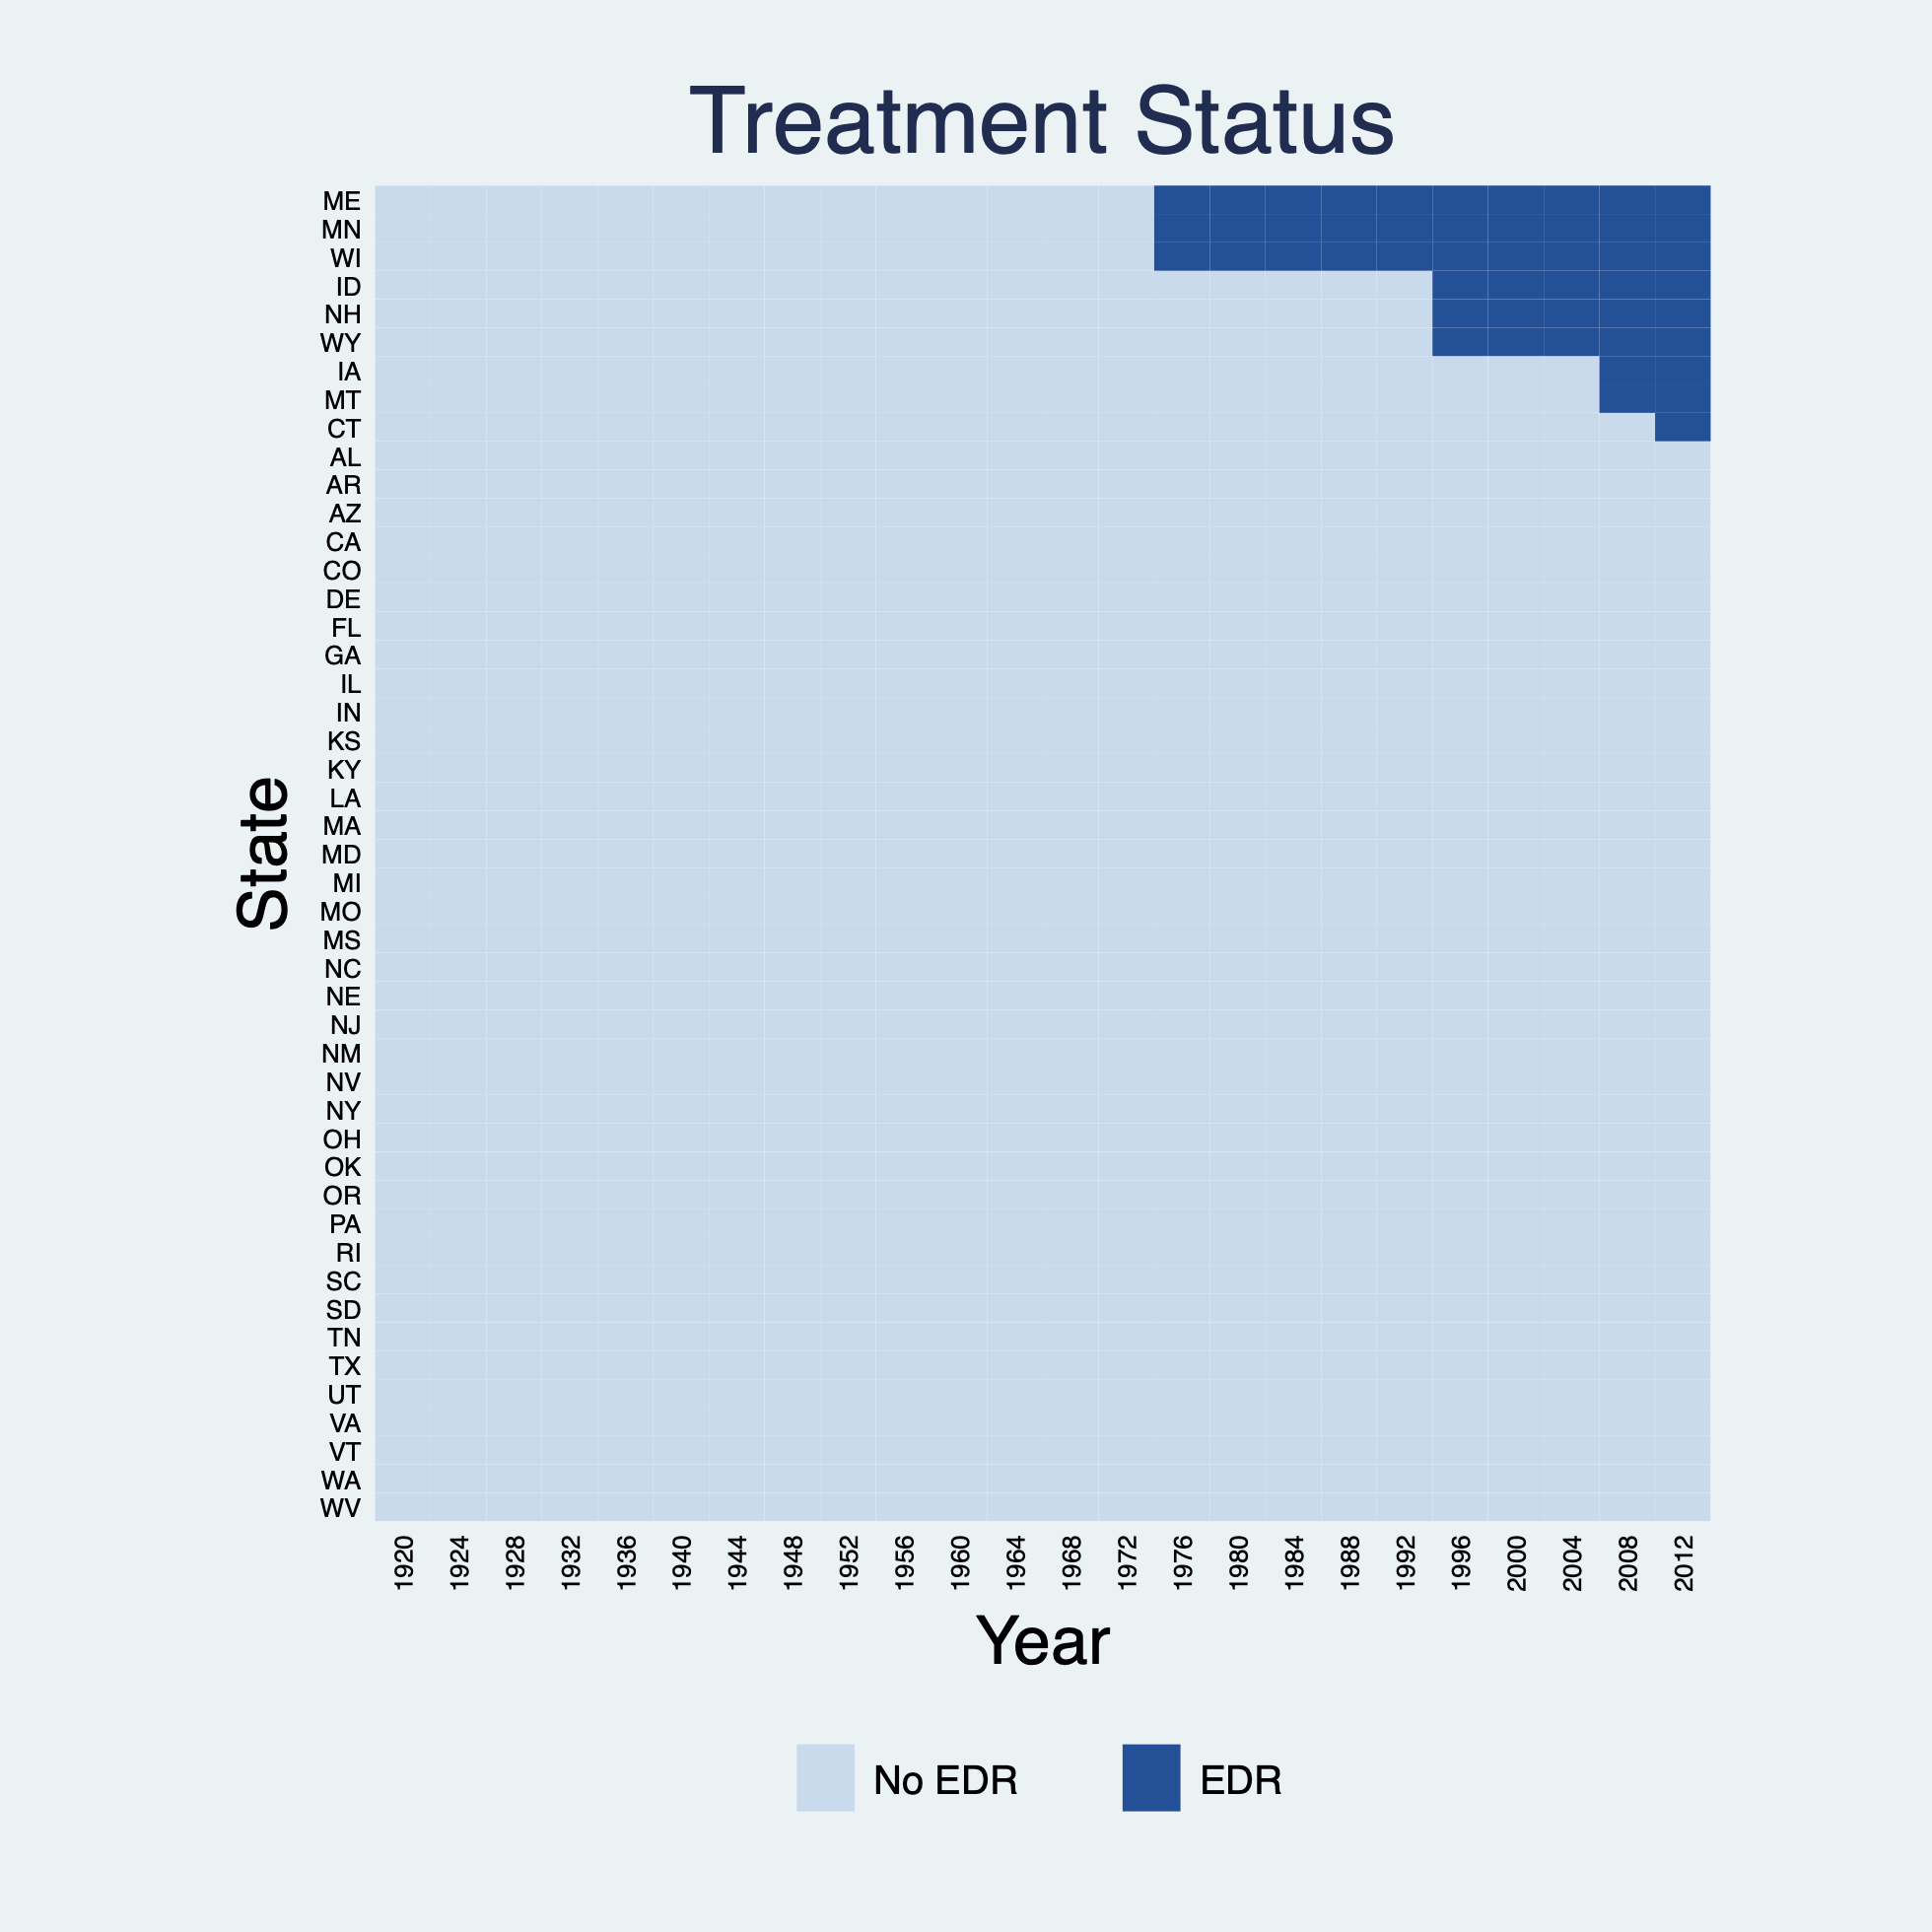 Treatment Status
ME
MN
WI
ID
NH
WY
IA
MT
CT
AL
AR
AZ
CA
CO
DE
FL
GA
IL
IN
KS
KY
LA
MA
MD
MI
MO
MS
NC
NE
NJ
NM
NV
NY
OH
OK
OR
PA
RI
SC
SD
TN
TX
UT
VA
VT
WA
WV
State
1920 1924 1928 1932 1936 1940 1944 1948 1952 1956 1960 1964 1968 1972 1976 1980 1984 1988 1992 1996 2000 2004 2008 2012
Year
No EDR EDR